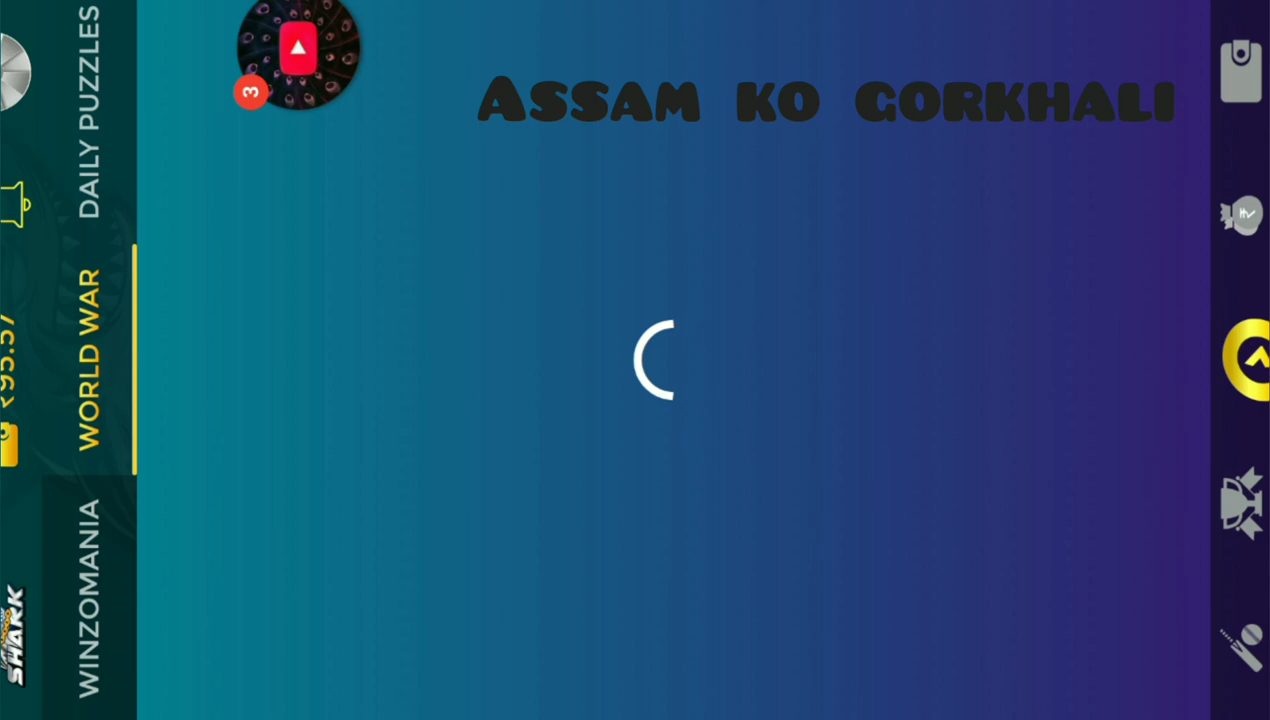 Assam ko gorkhali
3
SHARK
₹95.57
WINZOMANIA
WORLD WAR
DAILY PUZZLES